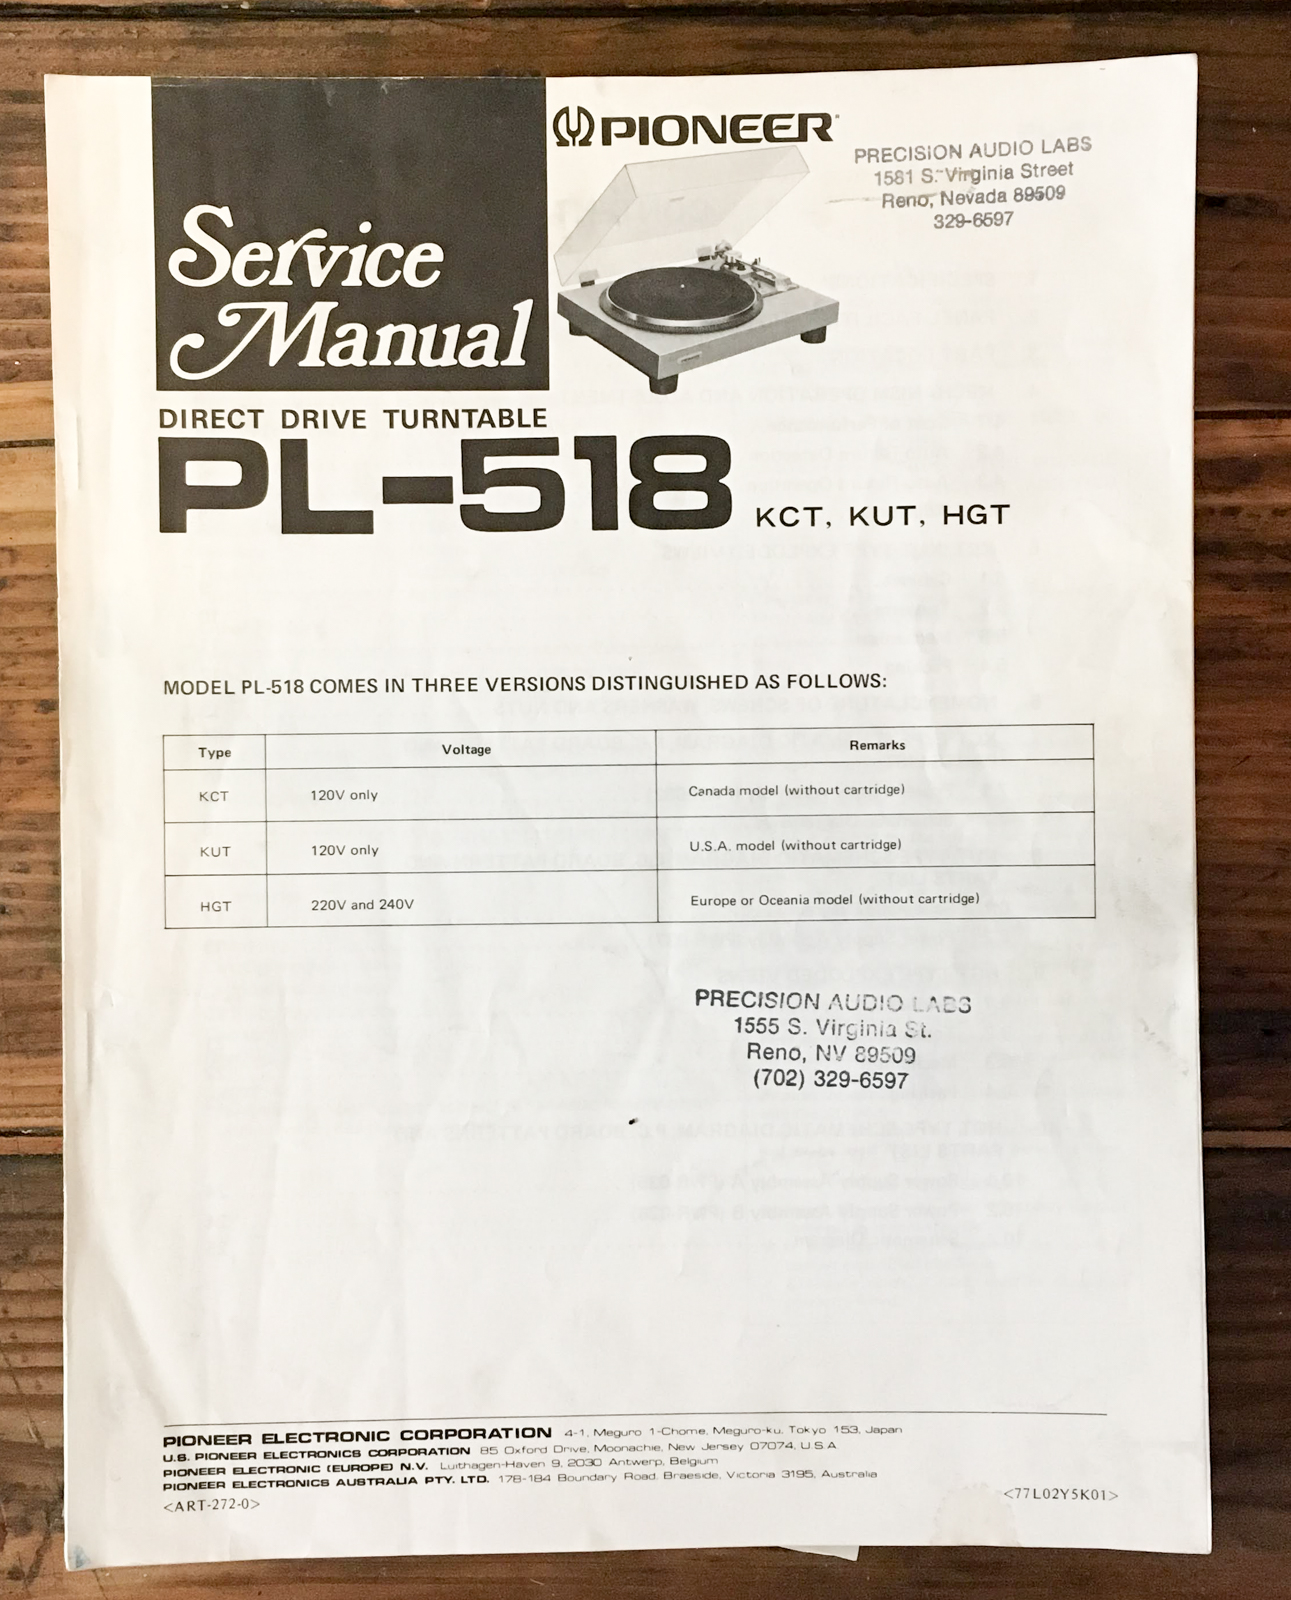 Service
Manual
PIONEER
PRECISION AUDIO LABS
1581 S. Virginia Street
Reno, Nevada 89509
329-6597
DIRECT DRIVE TURNTABLE
PL-518 KCT, KUT, HGT
MODEL PL-518 COMES IN THREE VERSIONS DISTINGUISHED AS FOLLOWS:
Type Voltage Remarks
KCT 120V only Canada model (without cartridge)
KUT 120V only U.S.A. model (without cartridge)
HGT 220V and 240V Europe or Oceania model (without cartridge)
PRECISION AUDIO LABS
1555 S. Virginia St.
Reno, NV 89509
(702) 329-6597
PIONEER ELECTRONIC CORPORATION 4-1, Meguro 1-Chome, Meguro-ku, Tokyo 153, Japan
U.S. PIONEER ELECTRONICS CORPORATION 85 Oxford Drive, Moonachie, New Jersey 07074, U.S.A.
PIONEER ELECTRONIC (EUROPE) N.V. Luithagen-Haven 9, 2030 Antwerp, Belgium
PIONEER ELECTRONICS AUSTRALIA PTY. LTD. 178-184 Boundary Road, Braeside, Victoria 3195, Australia
<ART-272-0> <77L02Y5K01>